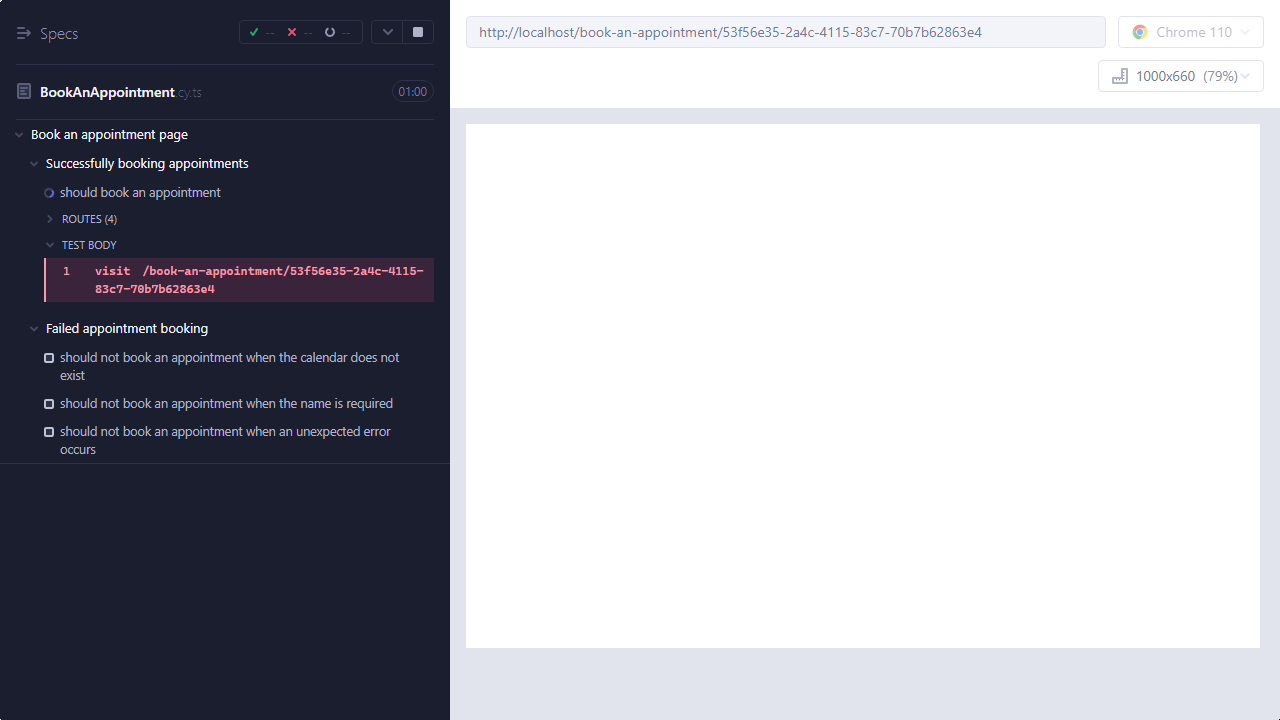 Specs
-- -- --
BookAnAppointment.cy.ts 01:00
Book an appointment page
Successfully booking appointments
should book an appointment
ROUTES (4)
TEST BODY
1 visit /book-an-appointment/53f56e35-2a4c-4115-
83c7-70b7b62863e4
Failed appointment booking
should not book an appointment when the calendar does not
exist
should not book an appointment when the name is required
should not book an appointment when an unexpected error
occurs
http://localhost/book-an-appointment/53f56e35-2a4c-4115-83c7-70b7b62863e4
Chrome 110
1000x660 (79%)